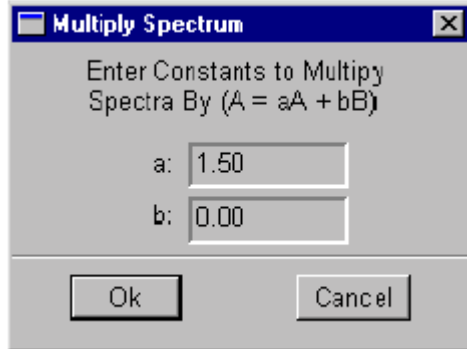 Multiply Spectrum
Enter Constants to Multipy
Spectra By (A = aA + bB)
a: 1.50
b: 0.00
Ok Cancel